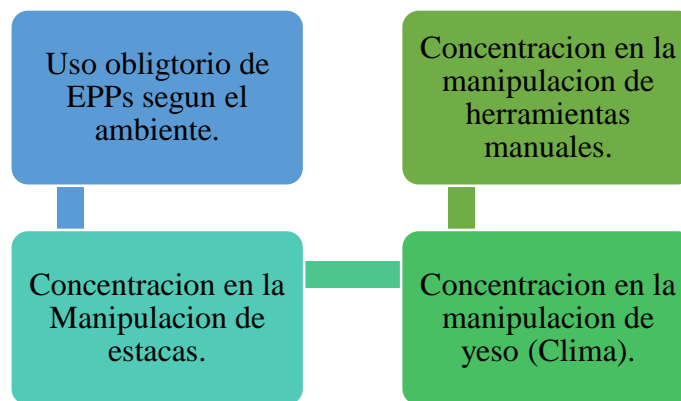 Uso obligtorio de
EPPs segun el
ambiente.
Concentracion en la
Manipulacion de
estacas.
Concentracion en la
manipulacion de
yeso (Clima).
Concentracion en la
manipulacion de
herramientas
manuales.